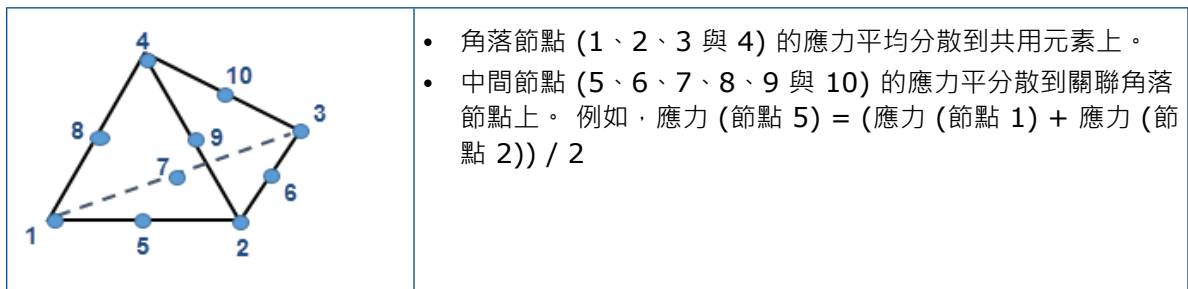 4
10
3
8
9
7
6
1
5
2
• 角落節點 (1、2、3 與 4) 的應力平均分散到共用元素上。
• 中間節點 (5、6、7、8、9 與 10) 的應力平分散到關聯角落
節點上。 例如，應力 (節點 5) = (應力 (節點 1) + 應力 (節
點 2)) / 2